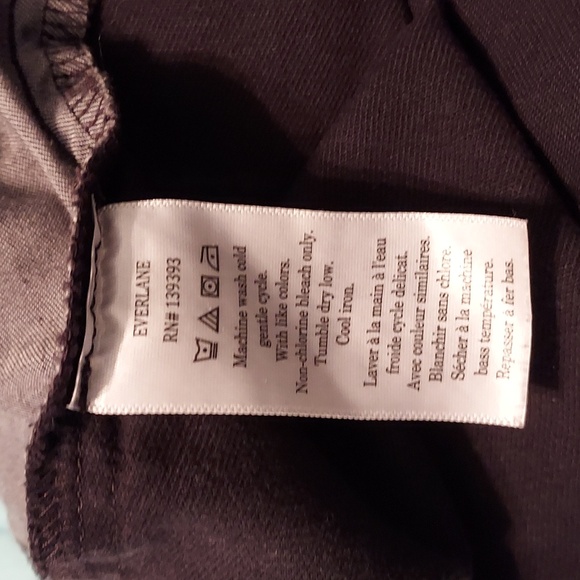 EVERLANE
RN# 139393
Machine wash cold
gentle cycle.
With like colors.
Non-chlorine bleach only.
Tumble dry low.
Cool iron.
Laver à la main à l'eau
froide cycle delicat.
Avec couleur similaires.
Blanchir sans chlore.
Sécher à la machine
bass température.
Repasser à fer bas.